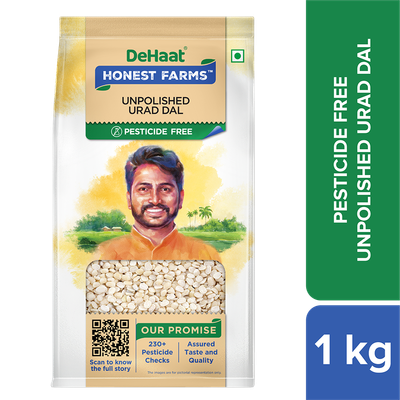 DeHaat®
HONEST FARMS™
UNPOLISHED
URAD DAL
PESTICIDE FREE
OUR PROMISE
230+
Pesticide
Checks
Assured
Taste and
Quality
Scan to know
the full story
PESTICIDE FREE
UNPOLISHED URAD DAL
1 kg